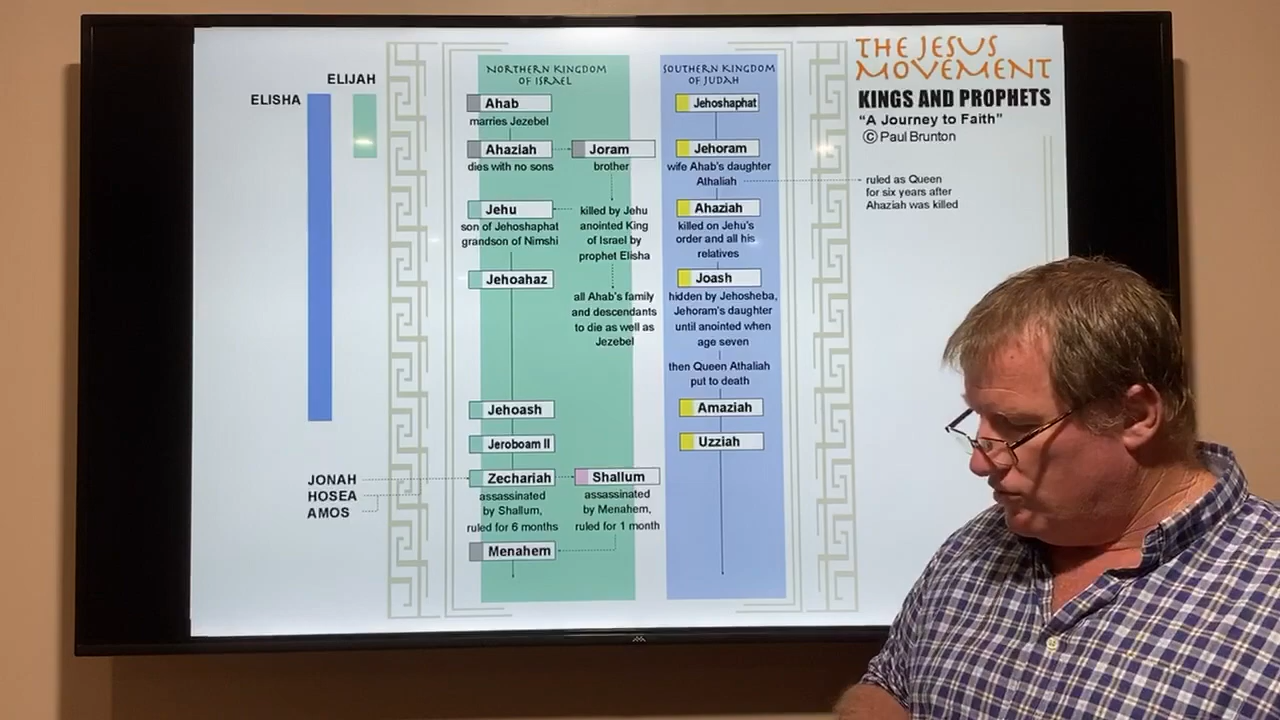 ELIJAH
ELISHA
JONAH
HOSEA
AMOS
NORTHERN KINGDOM
OF ISRAEL
Ahab
marries Jezebel
Ahaziah
dies with no sons
Joram
brother
Jehu
son of Jehoshaphat
grandson of Nimshi
killed by Jehu
anointed King
of Israel by
prophet Elisha
Jehoahaz
all Ahab's family
and descendants
to die as well as
Jezebel
Jehoash
Jeroboam II
Zechariah
assassinated
by Shallum,
ruled for 6 months
Shallum
assassinated
by Menahem,
ruled for 1 month
Menahem
SOUTHERN KINGDOM
OF JUDAH
Jehoshaphat
Jehoram
wife Ahab's daughter
Athaliah
Ahaziah
killed on Jehu's
order and all his
relatives
Joash
hidden by Jehosheba,
Jehoram's daughter
until anointed when
age seven
then Queen Athaliah
put to death
Amaziah
Uzziah
THE JESUS
MOVEMENT
KINGS AND PROPHETS
"A Journey to Faith"
© Paul Brunton
ruled as Queen
for six years after
Ahaziah was killed